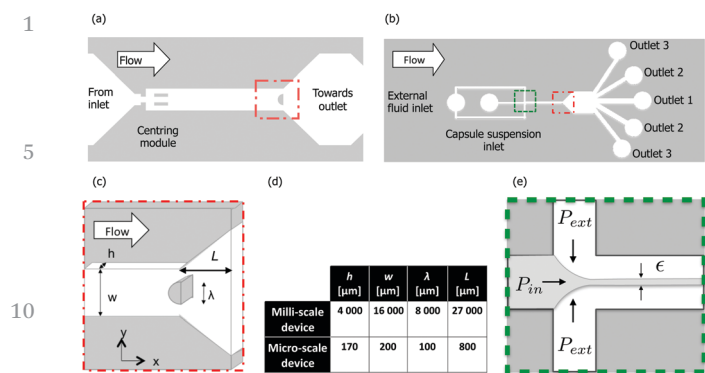 1
5
10
(a)
Flow
From
inlet
Centring
module
Towards
outlet
(b)
Flow
External
fluid inlet
Capsule suspension
inlet
Outlet 3
Outlet 2
Outlet 1
Outlet 2
Outlet 3
(c)
Flow
h
w
L
λ
y
x
(d)
h [µm] w [µm] λ [µm] L [µm]
Milli-scale device 4 000 16 000 8 000 27 000
Micro-scale device 170 200 100 800
(e)
P_ext
P_in
ϵ
P_ext